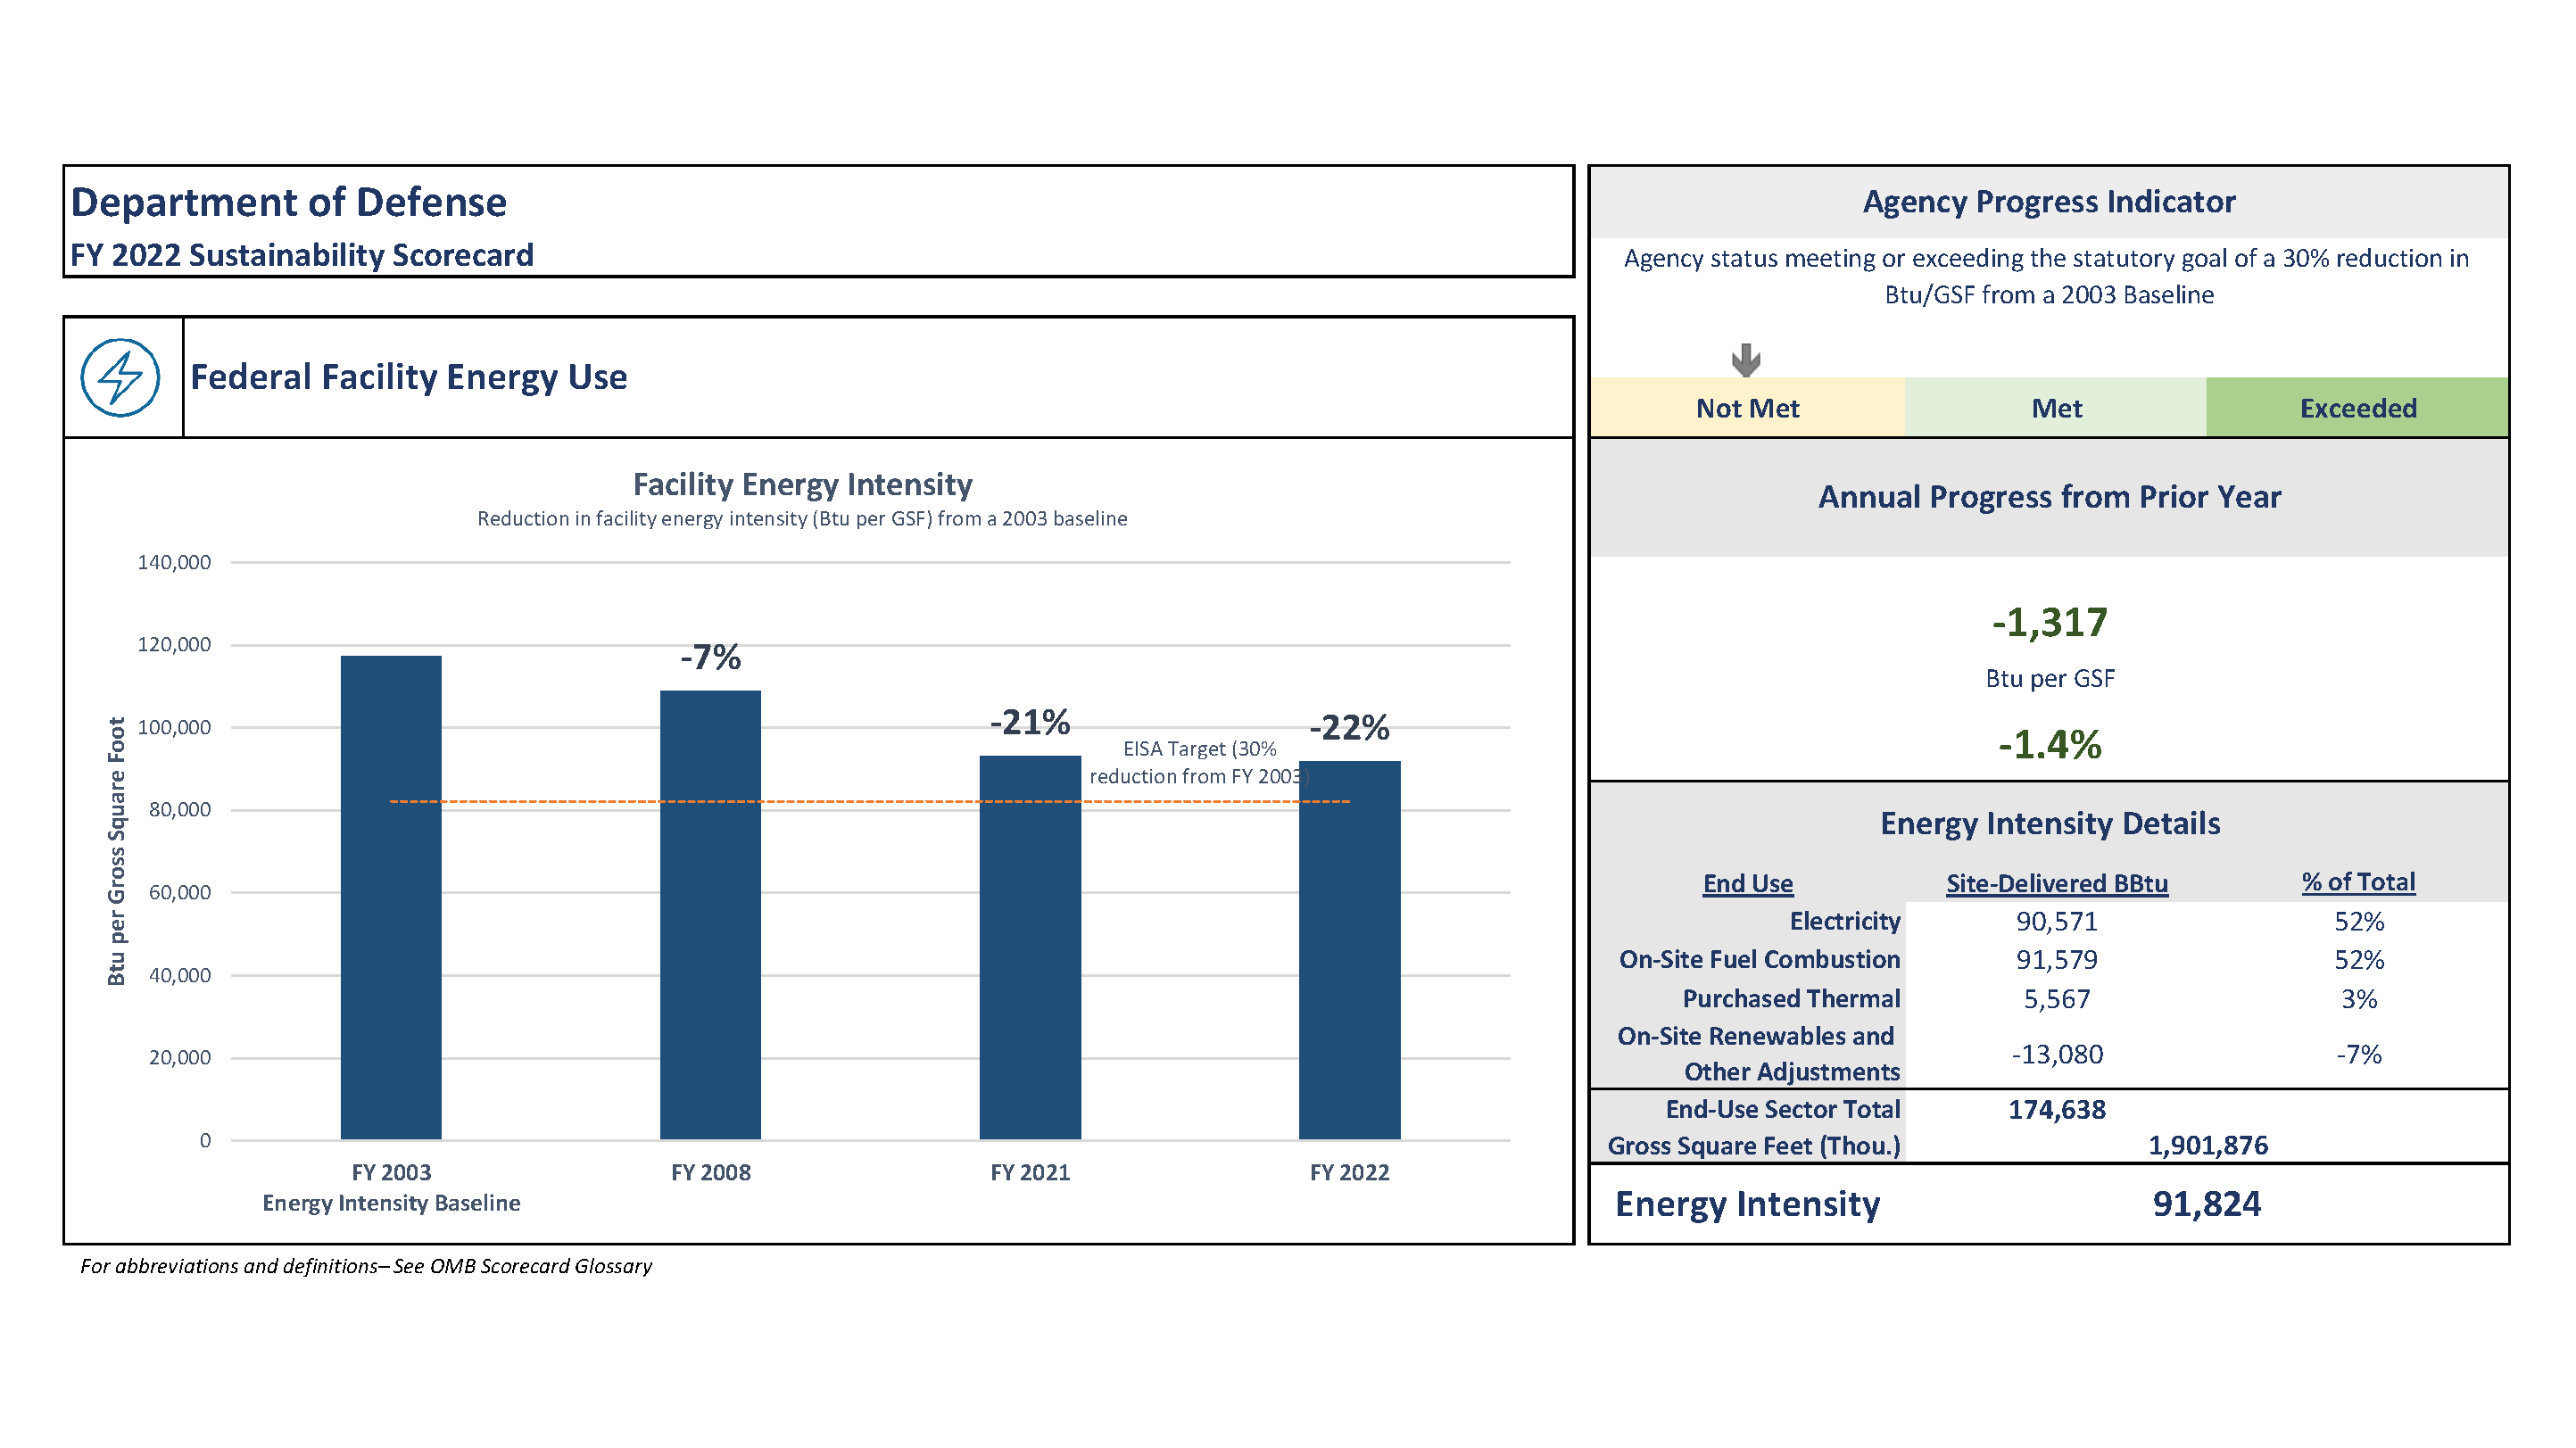 Department of Defense
FY 2022 Sustainability Scorecard
Federal Facility Energy Use
Facility Energy Intensity
Reduction in facility energy intensity (Btu per GSF) from a 2003 baseline
Btu per Gross Square Foot
140,000
120,000
100,000
80,000
60,000
40,000
20,000
0
-7%
-21%
-22%
EISA Target (30%
reduction from FY 2003)
FY 2003
FY 2008
FY 2021
FY 2022
Energy Intensity Baseline
For abbreviations and definitions– See OMB Scorecard Glossary
Agency Progress Indicator
Agency status meeting or exceeding the statutory goal of a 30% reduction in
Btu/GSF from a 2003 Baseline
Not Met Met Exceeded
Annual Progress from Prior Year
-1,317
Btu per GSF
-1.4%
Energy Intensity Details
End Use Site-Delivered BBtu % of Total
Electricity 90,571 52%
On-Site Fuel Combustion 91,579 52%
Purchased Thermal 5,567 3%
On-Site Renewables and
Other Adjustments -13,080 -7%
End-Use Sector Total 174,638
Gross Square Feet (Thou.) 1,901,876
Energy Intensity 91,824